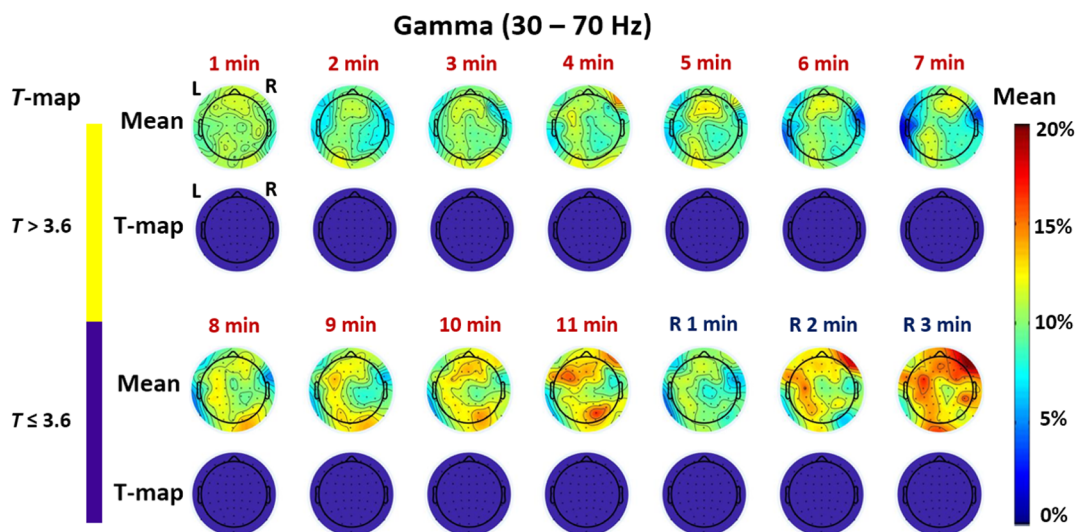 Gamma (30 – 70 Hz)
1 min 2 min 3 min 4 min 5 min 6 min 7 min
L R
T-map Mean Mean
20%
L R
T > 3.6 T-map 15%
8 min 9 min 10 min 11 min R 1 min R 2 min R 3 min 10%
Mean
T ≤ 3.6 5%
T-map
0%